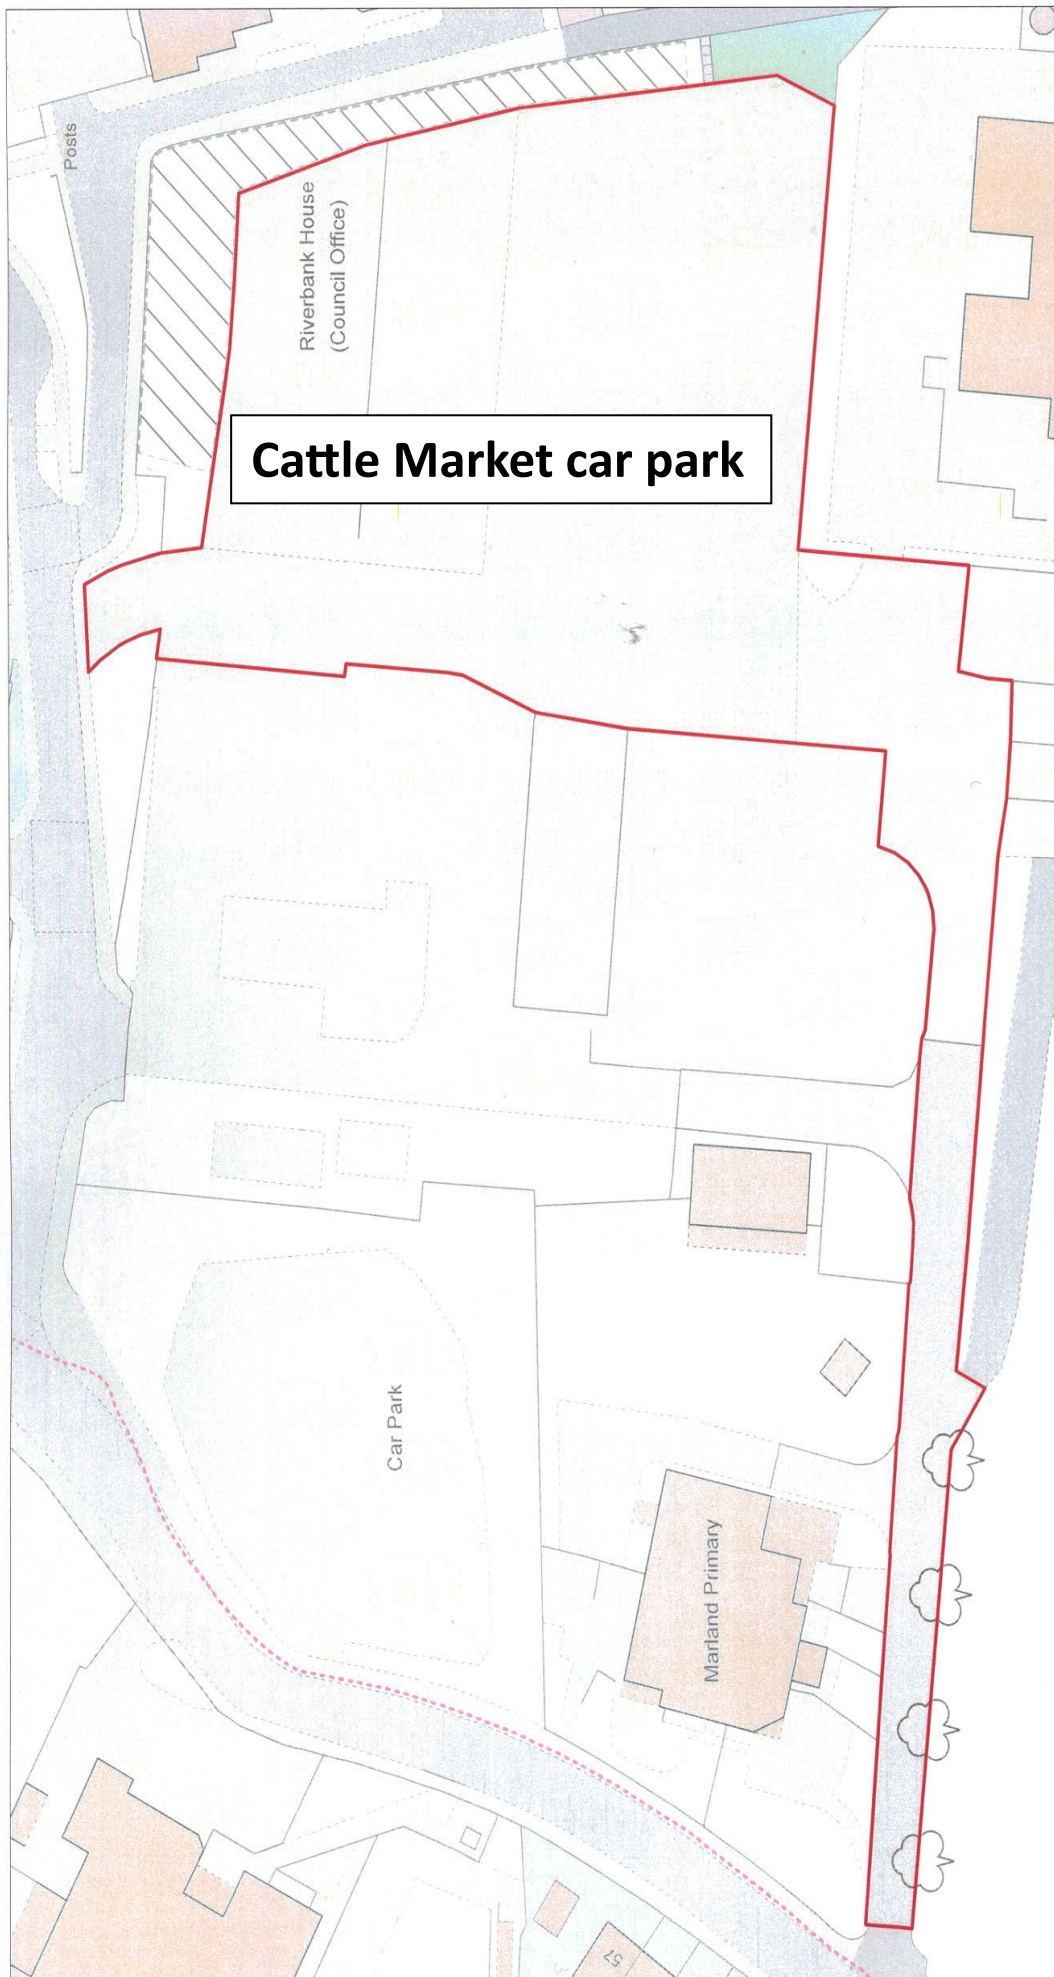 Posts
Riverbank House
(Council Office)
Cattle Market car park
Car Park
Marland Primary
57